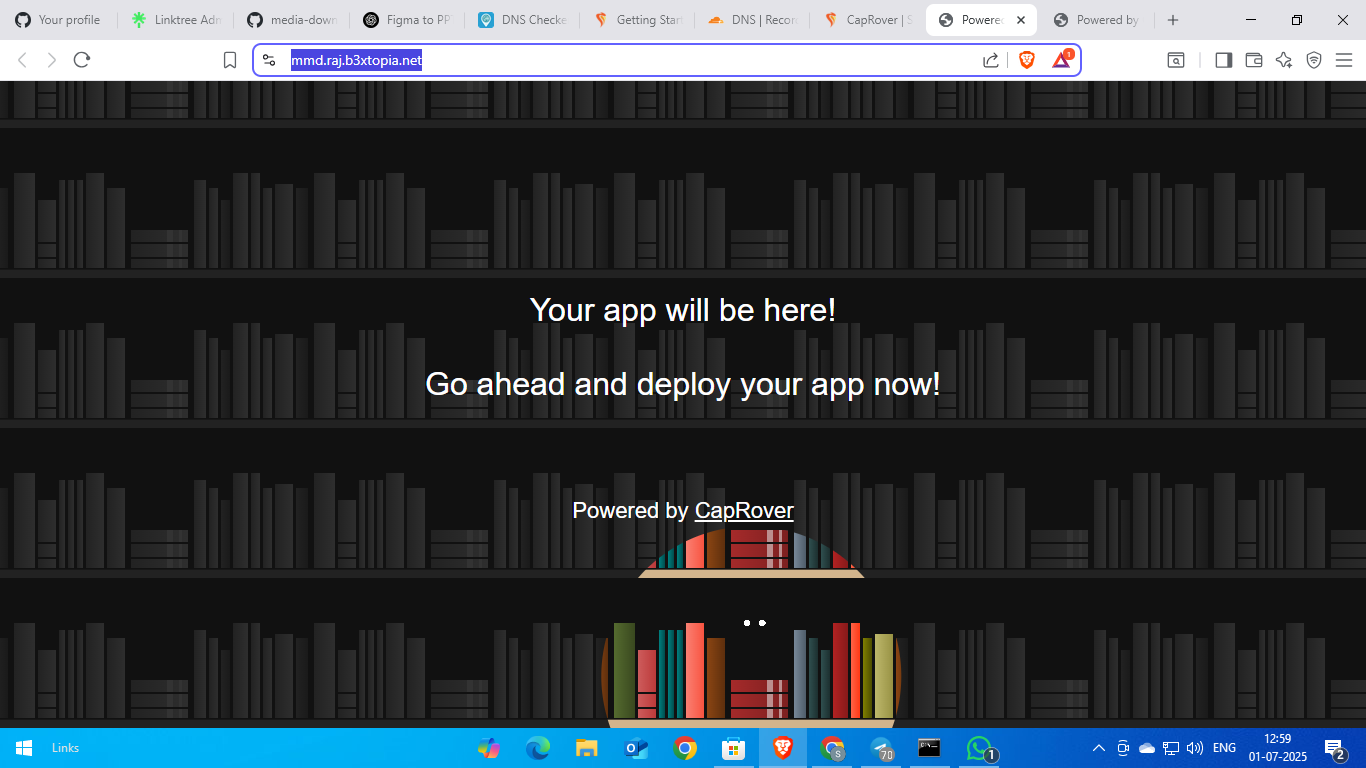 Your profile
Linktree Adm
media-down
Figma to PP
DNS Checke
Getting Star
DNS | Recor
CapRover | S
Powered
Powered by
mmd.raj.b3xtopia.net
1
Your app will be here!
Go ahead and deploy your app now!
Powered by CapRover
Links
S
70
1
ENG
12:59
01-07-2025
2